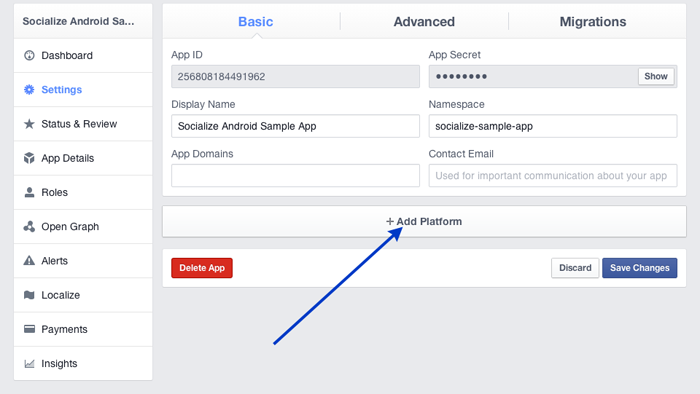 Socialize Android Sa...
Dashboard
Settings
Status & Review
App Details
Roles
Open Graph
Alerts
Localize
Payments
Insights
Basic Advanced Migrations
App ID App Secret
256808184491962 ●●●●●●●● Show
Display Name Namespace
Socialize Android Sample App socialize-sample-app
App Domains Contact Email
Used for important communication about your app
+ Add Platform
Delete App Discard Save Changes